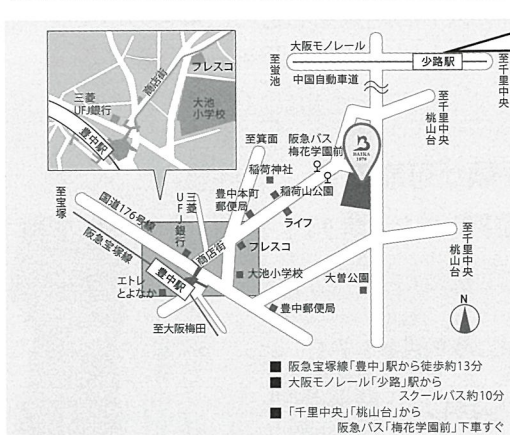 フレスコ
商店街
三菱
UFJ銀行
大池
小学校
豊中駅
大阪モノレール
少路駅
至蛍池
中国自動車道
至千里中央
至千里中央
桃山台
至箕面
阪急バス
梅花学園前
BAIKA
1878
稲荷神社
稲荷山公園
豊中本町
郵便局
ライフ
至宝塚
国道176号線
三菱
UFJ銀行
阪急宝塚線
商店街
フレスコ
至千里中央
桃山台
豊中駅
大池小学校
大曽公園
エトレ
とよなか
豊中郵便局
至大阪梅田
N
■ 阪急宝塚線「豊中」駅から徒歩約13分
■ 大阪モノレール「少路」駅から
スクールバス約10分
■ 「千里中央」「桃山台」から
阪急バス「梅花学園前」下車すぐ